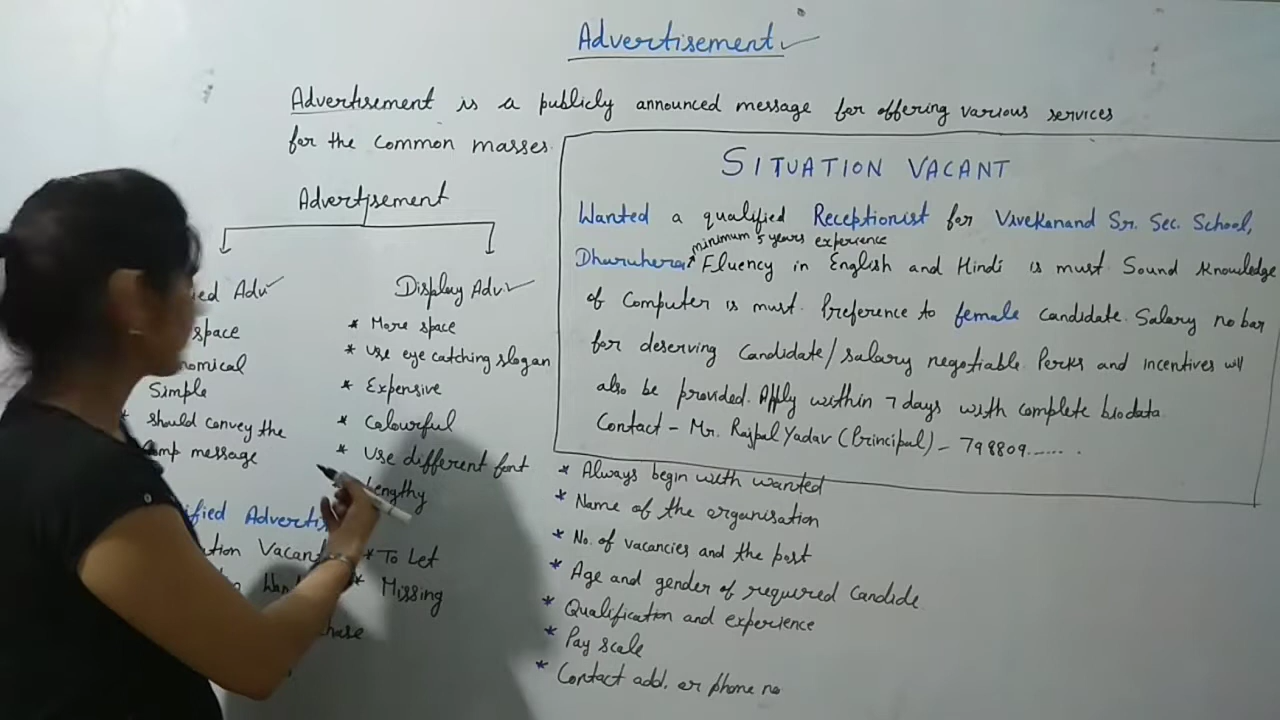 Advertisement
Advertisement is a publicly announced message for offering various services
for the common masses
Advertisement
Adv
space
Simple
should convey the
message
Advertis
Vacant
Display Adv
* More space
* Use eye catching slogan
* Expensive
* Colourful
* Use different font
Lengthy
* To Let
* Missing
SITUATION VACANT
Wanted a qualified Receptionist for Vivekanand Sr. Sec. School,
minimum 5 years experience
Dharuhera. Fluency in English and Hindi is must. Sound Knowledge
of Computer is must. Preference to female candidate. Salary no bar
for deserving candidate/salary negotiable. Perks and incentives will
also be provided. Apply within 7 days with complete biodata.
Contact - Mr. Rajpal Yadav (Principal) - 798809......
* Always begin with wanted
* Name of the organisation
* No. of vacancies and the post
* Age and gender of required candide
* Qualification and experience
* Pay scale
* Contact add. or phone no